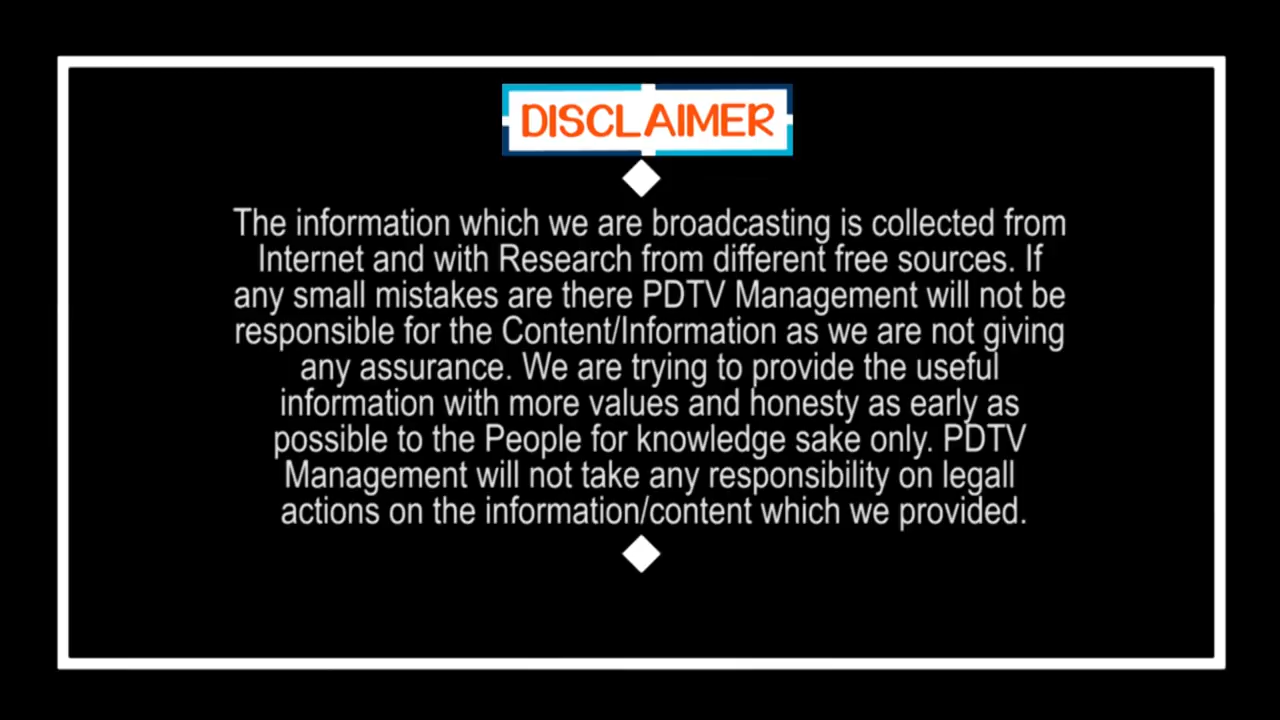 DISCLAIMER
The information which we are broadcasting is collected from
Internet and with Research from different free sources. If
any small mistakes are there PDTV Management will not be
responsible for the Content/Information as we are not giving
any assurance. We are trying to provide the useful
information with more values and honesty as early as
possible to the People for knowledge sake only. PDTV
Management will not take any responsibility on legall
actions on the information/content which we provided.